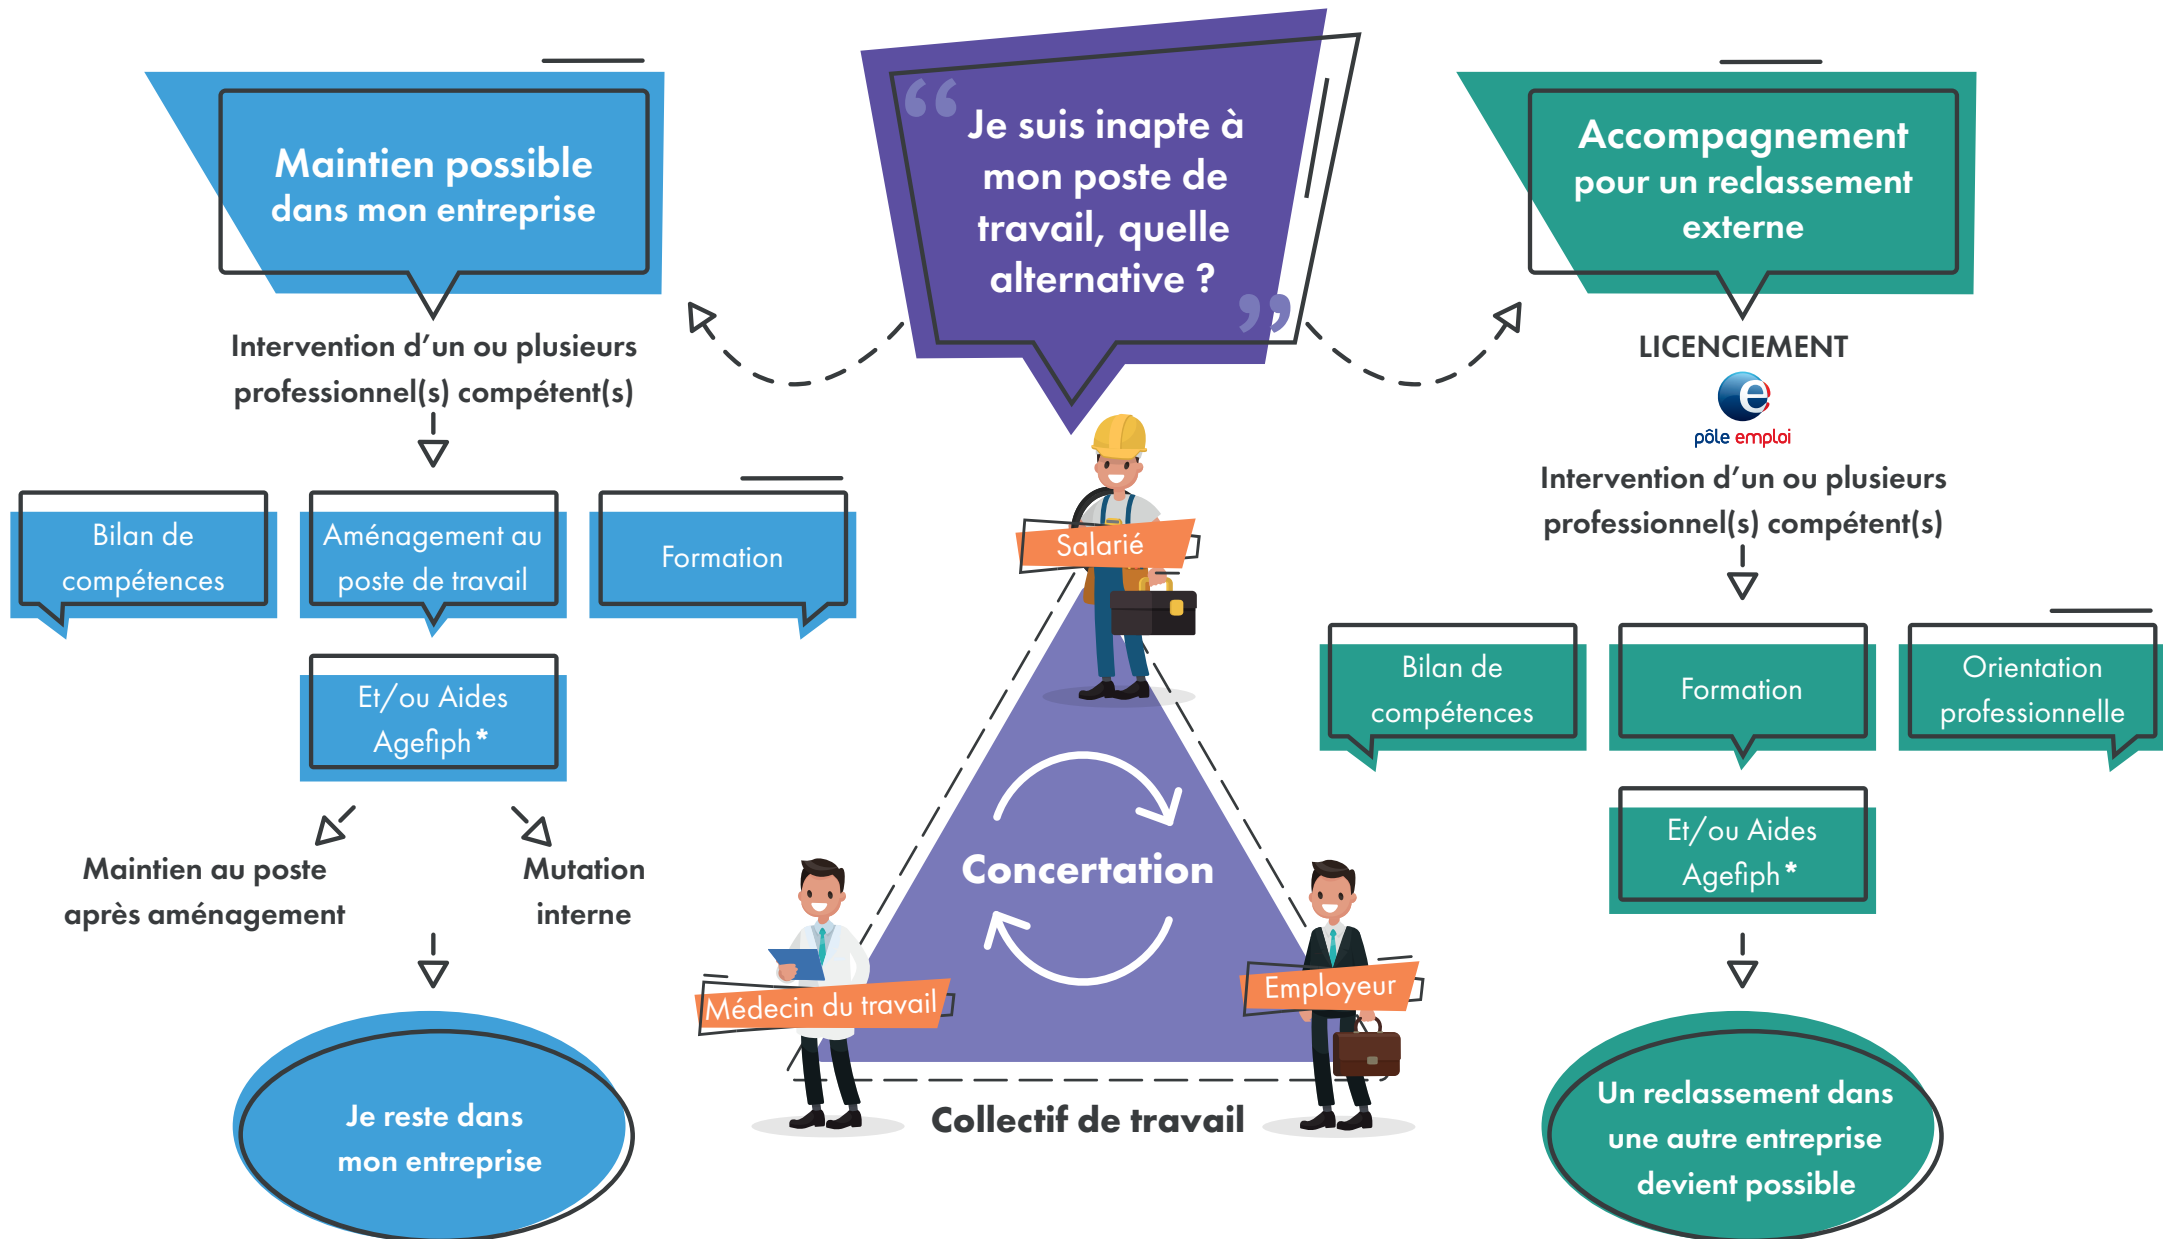 “
Je suis inapte à
mon poste de
travail, quelle
alternative ?
”
Maintien possible
dans mon entreprise
Intervention d’un ou plusieurs
professionnel(s) compétent(s)
Bilan de
compétences
Aménagement au
poste de travail
Formation
Et/ou Aides
Agefiph*
Maintien au poste
après aménagement
Mutation
interne
Je reste dans
mon entreprise
Salarié
Concertation
Médecin du travail
Employeur
Collectif de travail
Accompagnement
pour un reclassement
externe
LICENCIEMENT
e
pôle emploi
Intervention d’un ou plusieurs
professionnel(s) compétent(s)
Bilan de
compétences
Formation
Orientation
professionnelle
Et/ou Aides
Agefiph*
Un reclassement dans
une autre entreprise
devient possible